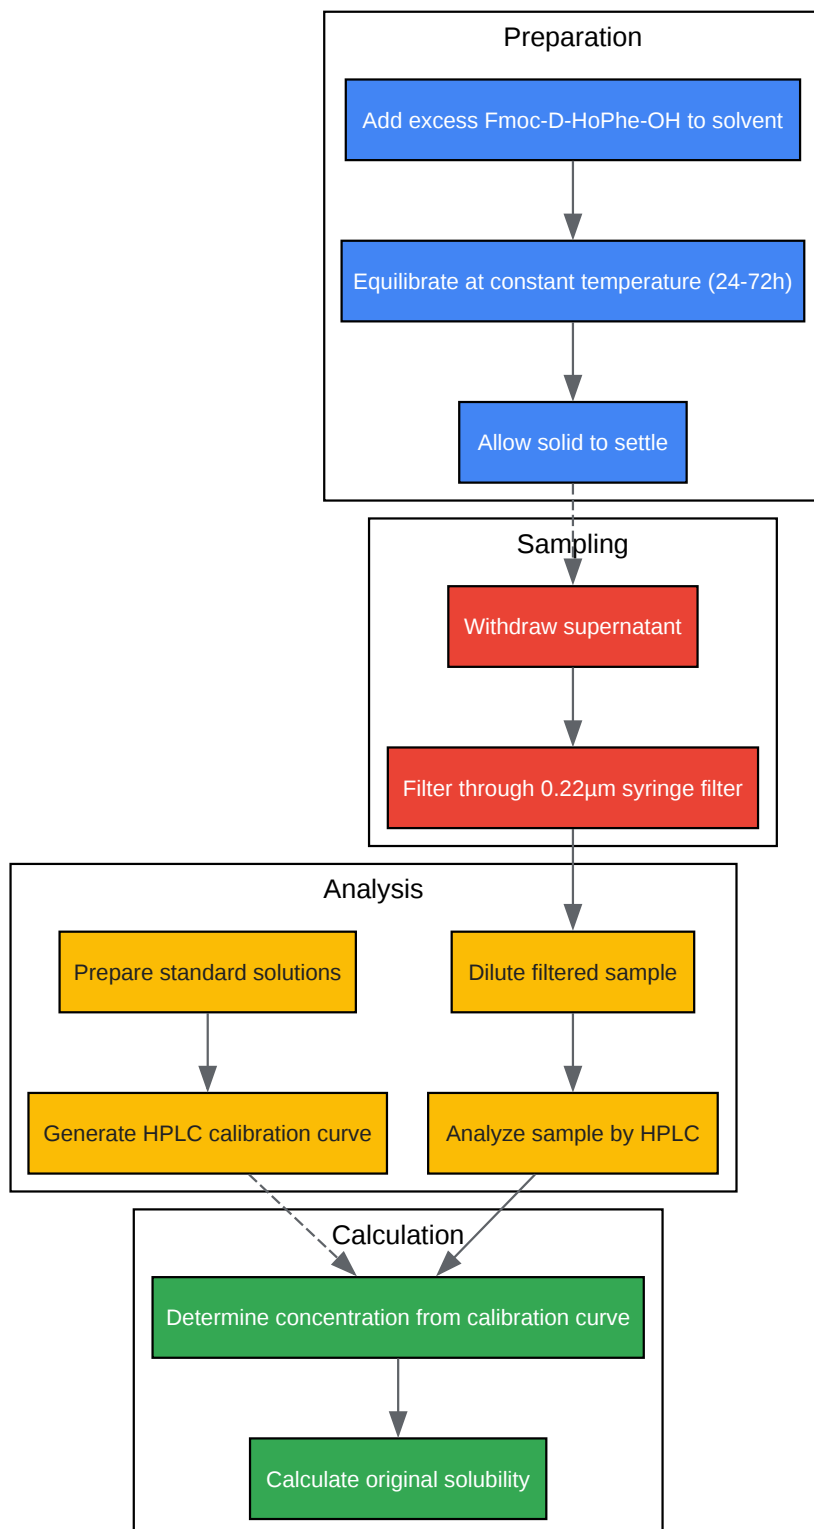 Preparation
Add excess Fmoc-D-HoPhe-OH to solvent
Equilibrate at constant temperature (24-72h)
Allow solid to settle
Sampling
Withdraw supernatant
Filter through 0.22µm syringe filter
Analysis
Prepare standard solutions
Dilute filtered sample
Generate HPLC calibration curve
Analyze sample by HPLC
Calculation
Determine concentration from calibration curve
Calculate original solubility